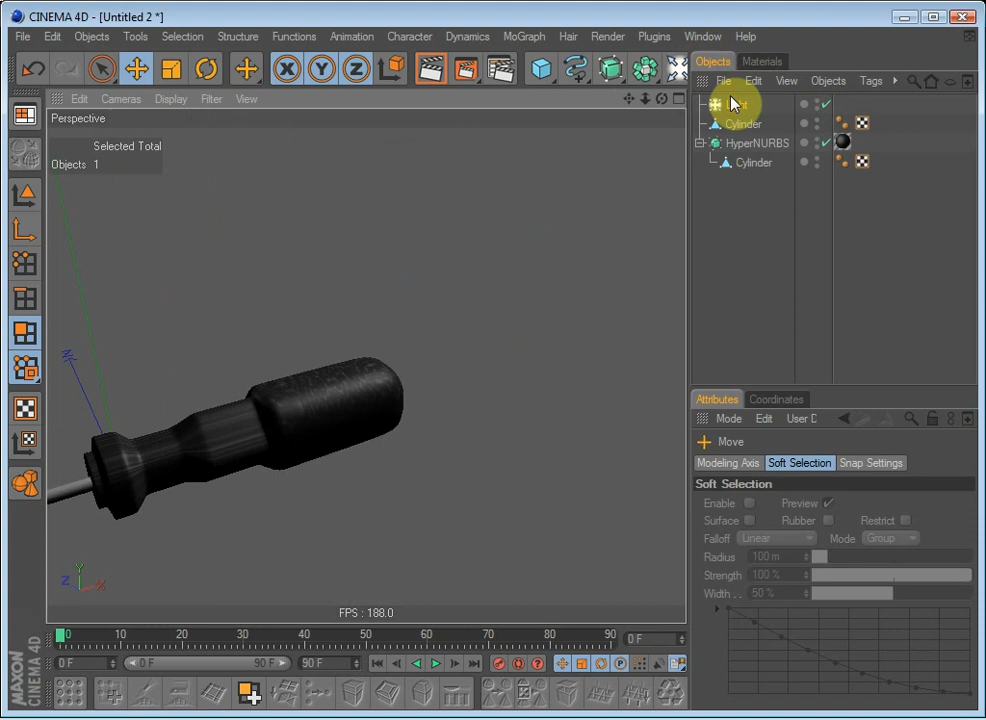 CINEMA 4D - [Untitled 2 *]
File Edit Objects Tools Selection Structure Functions Animation Character Dynamics MoGraph Hair Render Plugins Window Help
X Y Z
Objects Materials
File Edit View Objects Tags
Edit Cameras Display Filter View
Perspective
Selected Total
Objects 1
Cylinder
HyperNURBS
Cylinder
Z
Y
Z X
FPS : 188.0
Attributes Coordinates
Mode Edit User D
Move
Modeling Axis Soft Selection Snap Settings
Soft Selection
Enable Preview
Surface Rubber Restrict
Falloff Linear Mode Group
Radius 100 m
Strength 100 %
Width . . 50 %
0 10 20 30 40 50 60 70 80 90 0 F
0 F 0 F 90 F 90 F
MAXON
CINEMA 4D